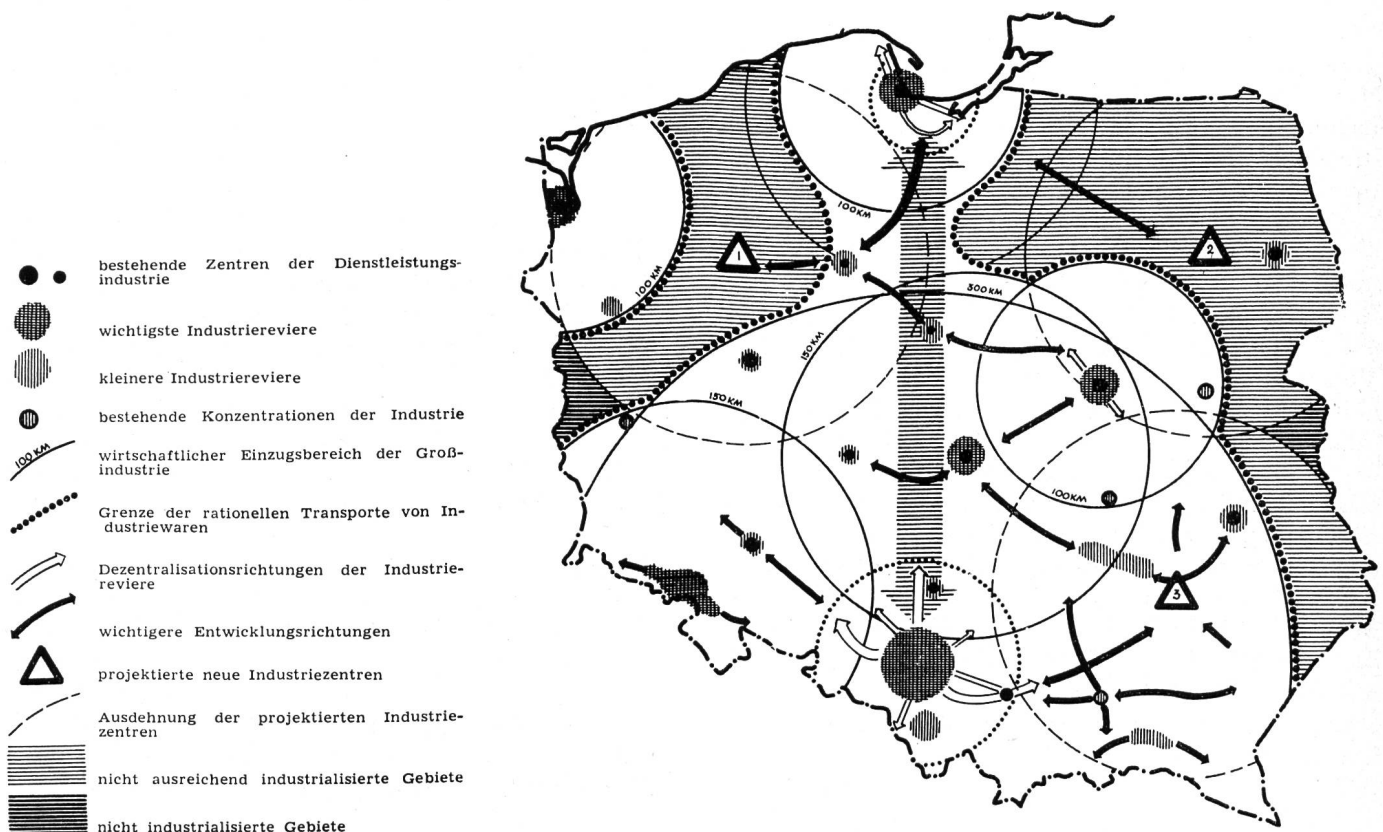 bestehende Zentren der Dienstleistungs-
industrie
wichtigste Industriereviere
kleinere Industriereviere
bestehende Konzentrationen der Industrie
100 KM
wirtschaftlicher Einzugsbereich der Groß-
industrie
Grenze der rationellen Transporte von In-
dustriewaren
Dezentralisationsrichtungen der Industrie-
reviere
wichtigere Entwicklungsrichtungen
projektierte neue Industriezentren
Ausdehnung der projektierten Industrie-
zentren
nicht ausreichend industrialisierte Gebiete
nicht industrialisierte Gebiete
100 KM
1
2
100 KM
300 KM
150 KM
150 KM
100 KM
3